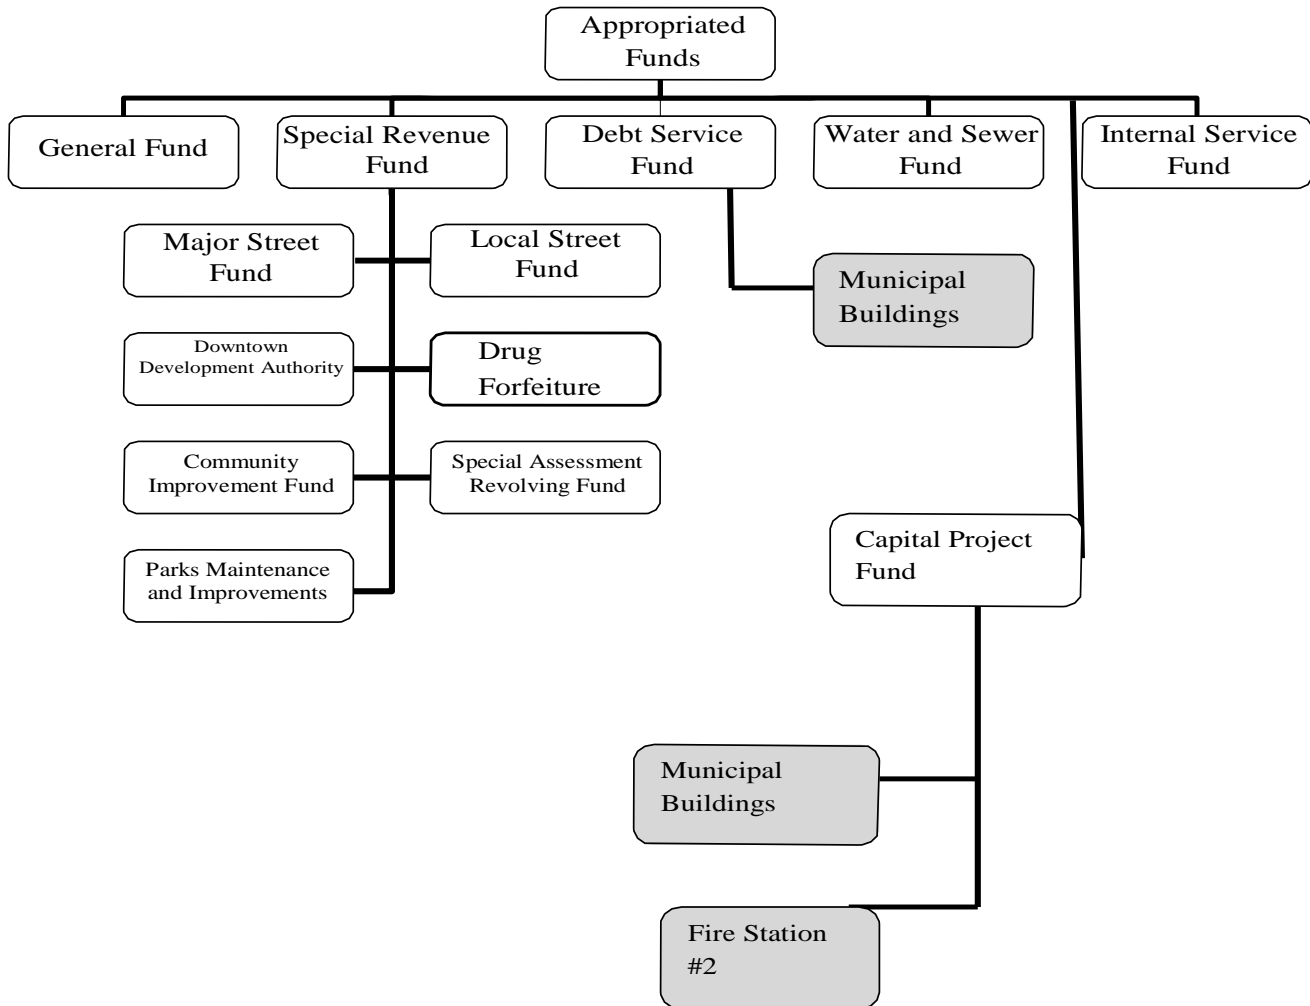 Appropriated
Funds
General Fund
Special Revenue
Fund
Debt Service
Fund
Water and Sewer
Fund
Internal Service
Fund
Major Street
Fund
Local Street
Fund
Municipal
Buildings
Downtown
Development Authority
Drug
Forfeiture
Community
Improvement Fund
Special Assessment
Revolving Fund
Capital Project
Fund
Parks Maintenance
and Improvements
Municipal
Buildings
Fire Station
#2